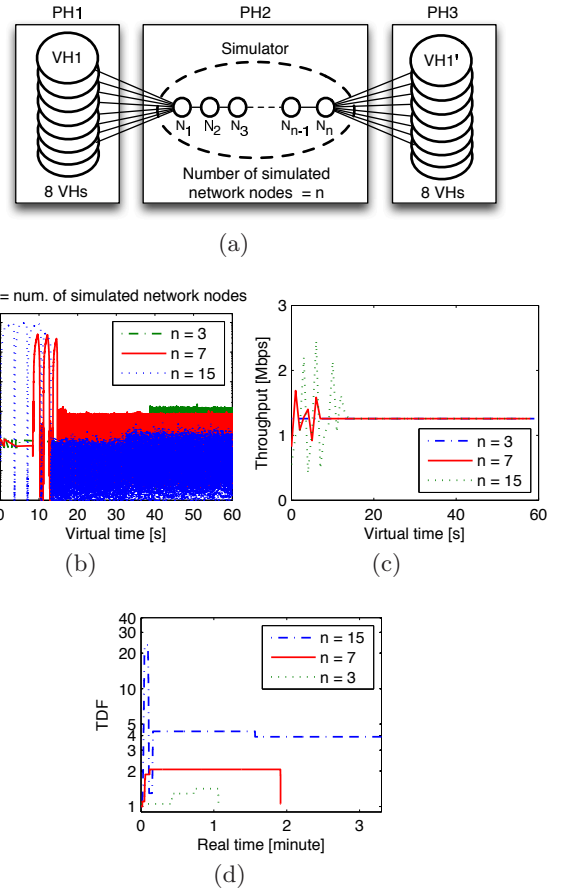 PH1 PH2 PH3
VH1 Simulator VH1'
N1 N2 N3 Nn-1 Nn
8 VHs Number of simulated network nodes = n 8 VHs
(a)
= num. of simulated network nodes
n = 3
n = 7
n = 15
0 10 20 30 40 50 60
Virtual time [s]
(b)
Throughput [Mbps]
3
2
1
0
n = 3
n = 7
n = 15
0 20 40 60
Virtual time [s]
(c)
TDF
40
30
20
10
5
4
2
1
n = 15
n = 7
n = 3
0 1 2 3
Real time [minute]
(d)